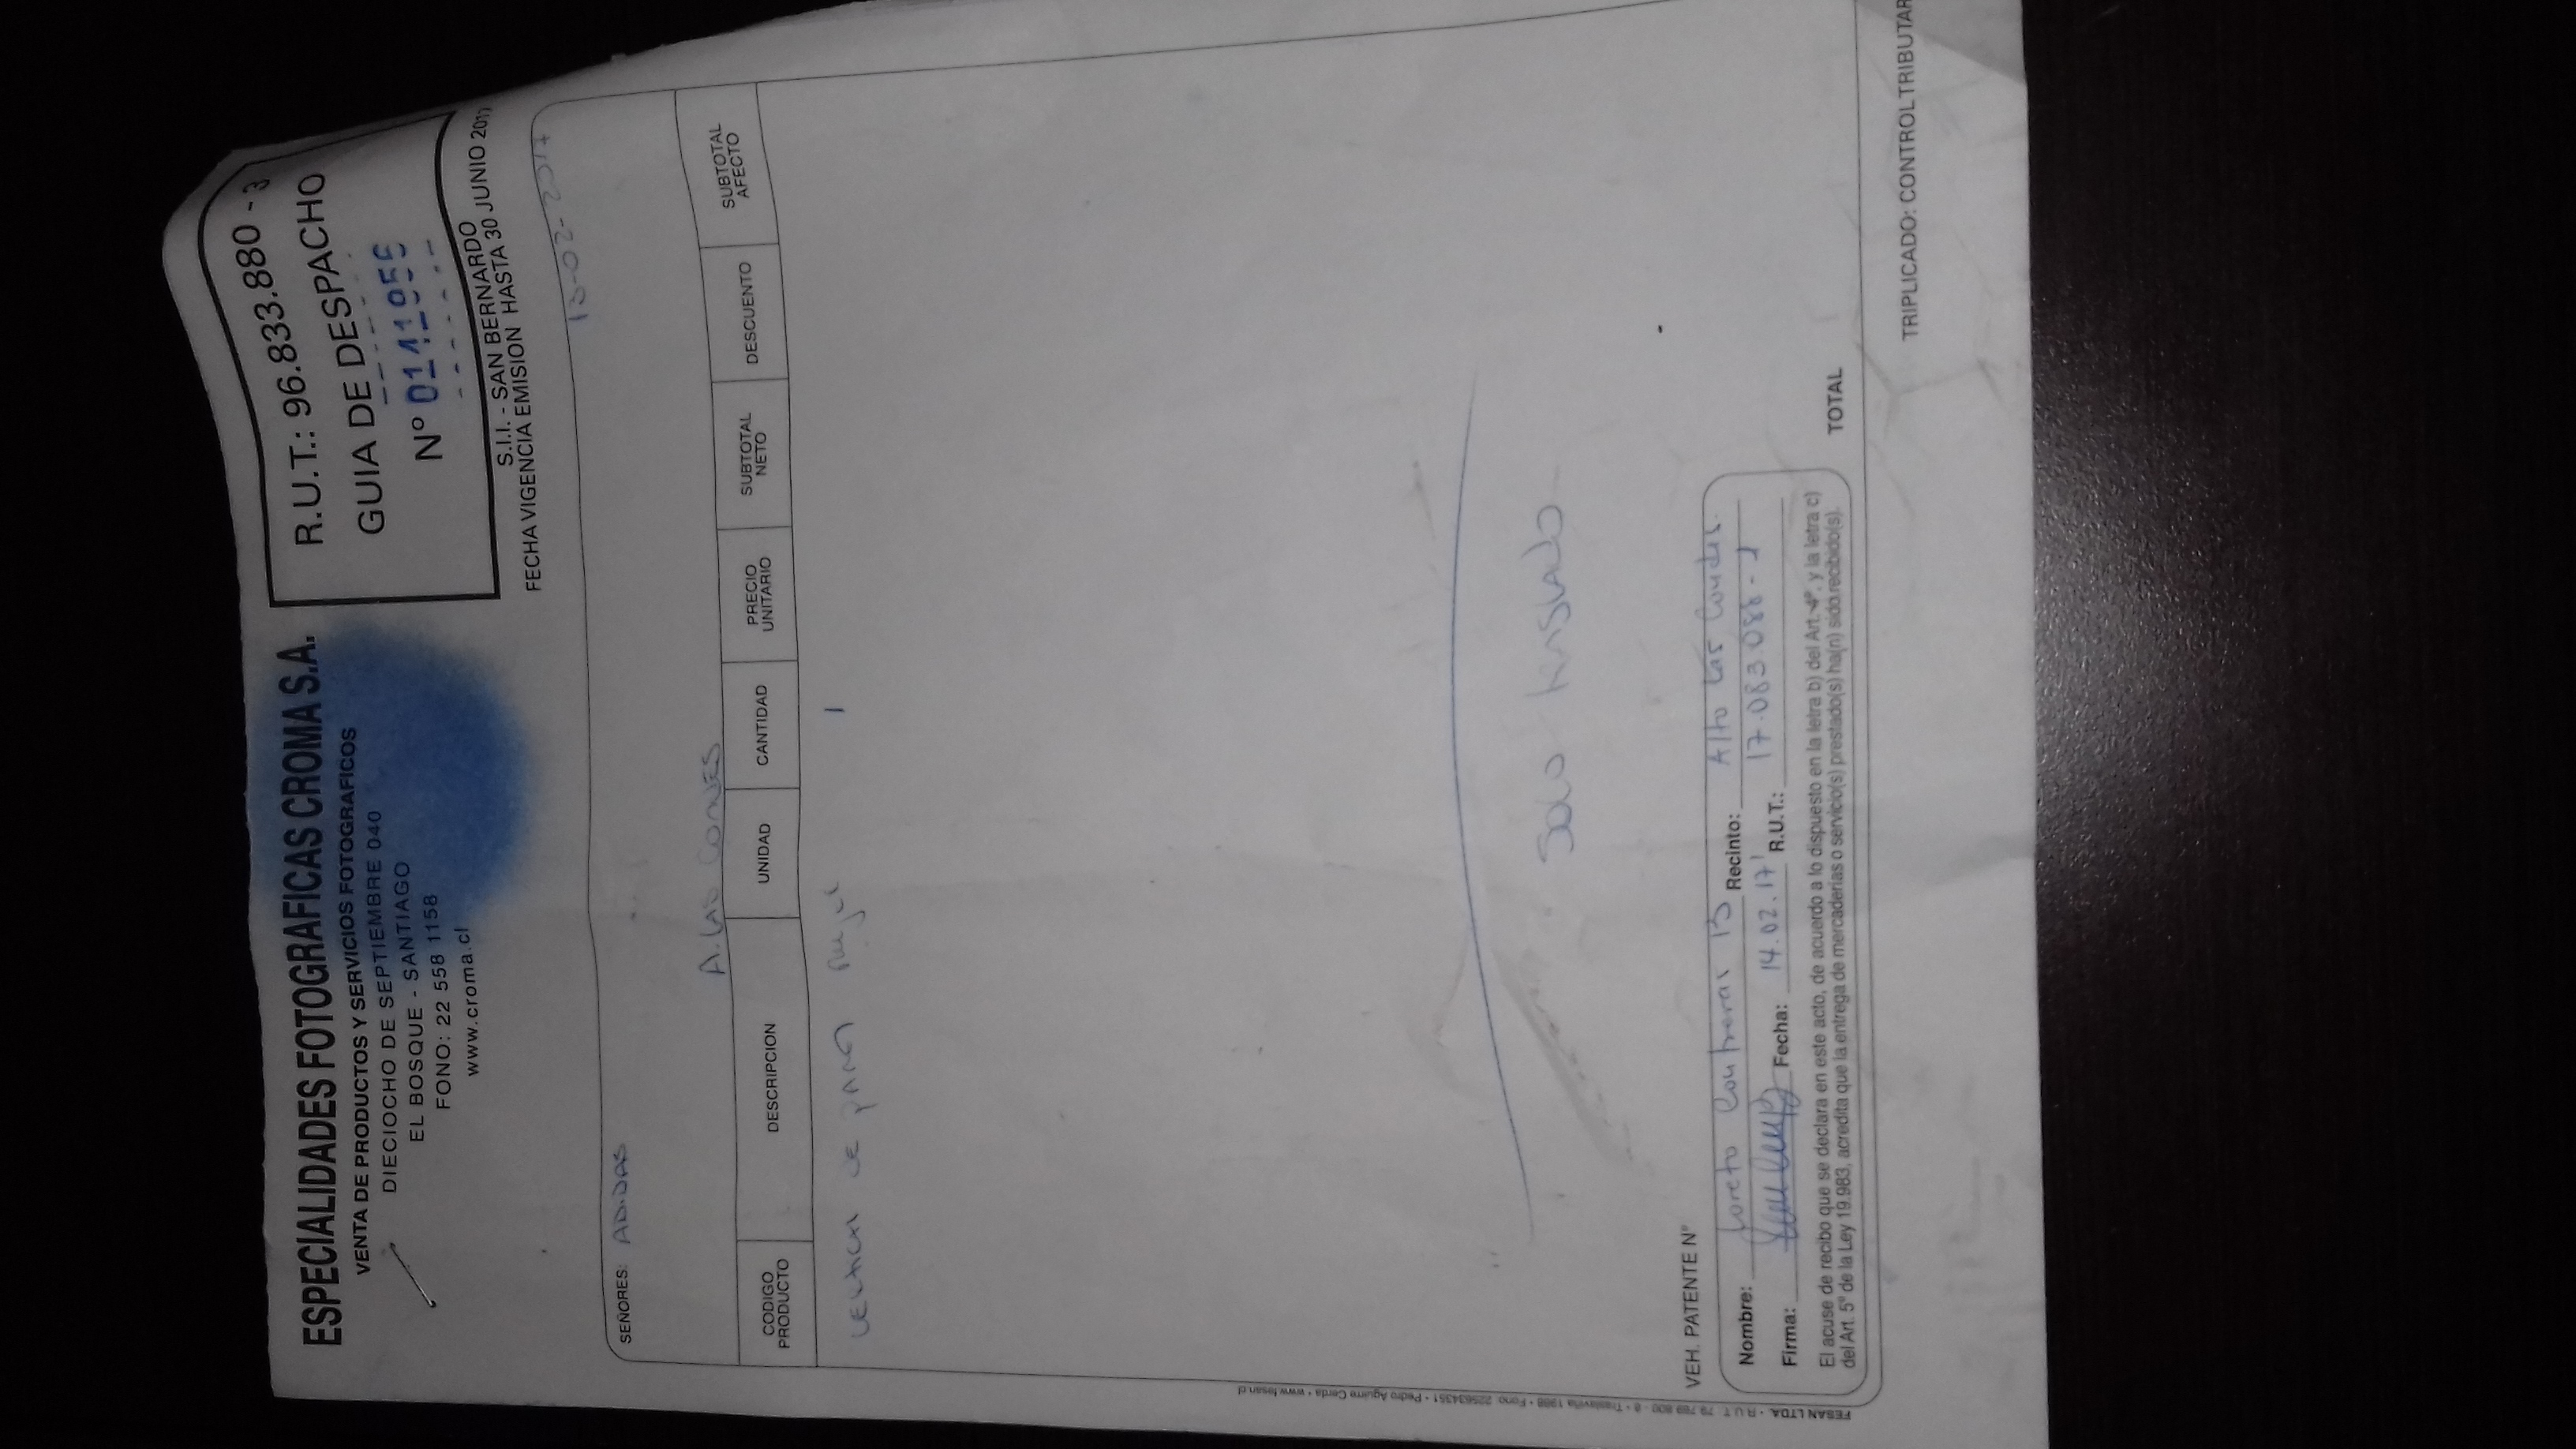 ESPECIALIDADES FOTOGRAFICAS CROMA S.A.
VENTA DE PRODUCTOS Y SERVICIOS FOTOGRAFICOS
DIECIOCHO DE SEPTIEMBRE 040
EL BOSQUE - SANTIAGO
FONO: 22 558 1158
www.croma.cl
R.U.T.: 96.833.880 - 3
GUIA DE DESPACHO
Nº 0141956
S.I.I. - SAN BERNARDO
FECHA VIGENCIA EMISION HASTA 30 JUNIO 2017
13-02-2017
SEÑORES: ADIDAS
A. LAS CONDES
CODIGO PRODUCTO DESCRIPCION UNIDAD CANTIDAD PRECIO UNITARIO SUBTOTAL NETO DESCUENTO SUBTOTAL AFECTO
DE PARED Mujer 1
SOLO TRASLADO
VEH. PATENTE Nº
Nombre: Loreto Contreras B Recinto: Alto Las Condes.
Firma: Fecha: 14.02.17 R.U.T.: 17.083.088-1
El acuse de recibo que se declara en este acto, de acuerdo a lo dispuesto en la letra b) del Art. 4º, y la letra c)
del Art. 5º de la Ley 19.983, acredita que la entrega de mercaderias o servicio(s) prestado(s) ha(n) sido recibido(s).
TOTAL
TRIPLICADO: CONTROL TRIBUTAR
FESAN LTDA. • R.U.T. 79.769.800 - 8 • Traslaviña 1988 • Fono: 225634351 • Pedro Aguirre Cerda • www.fesan.cl